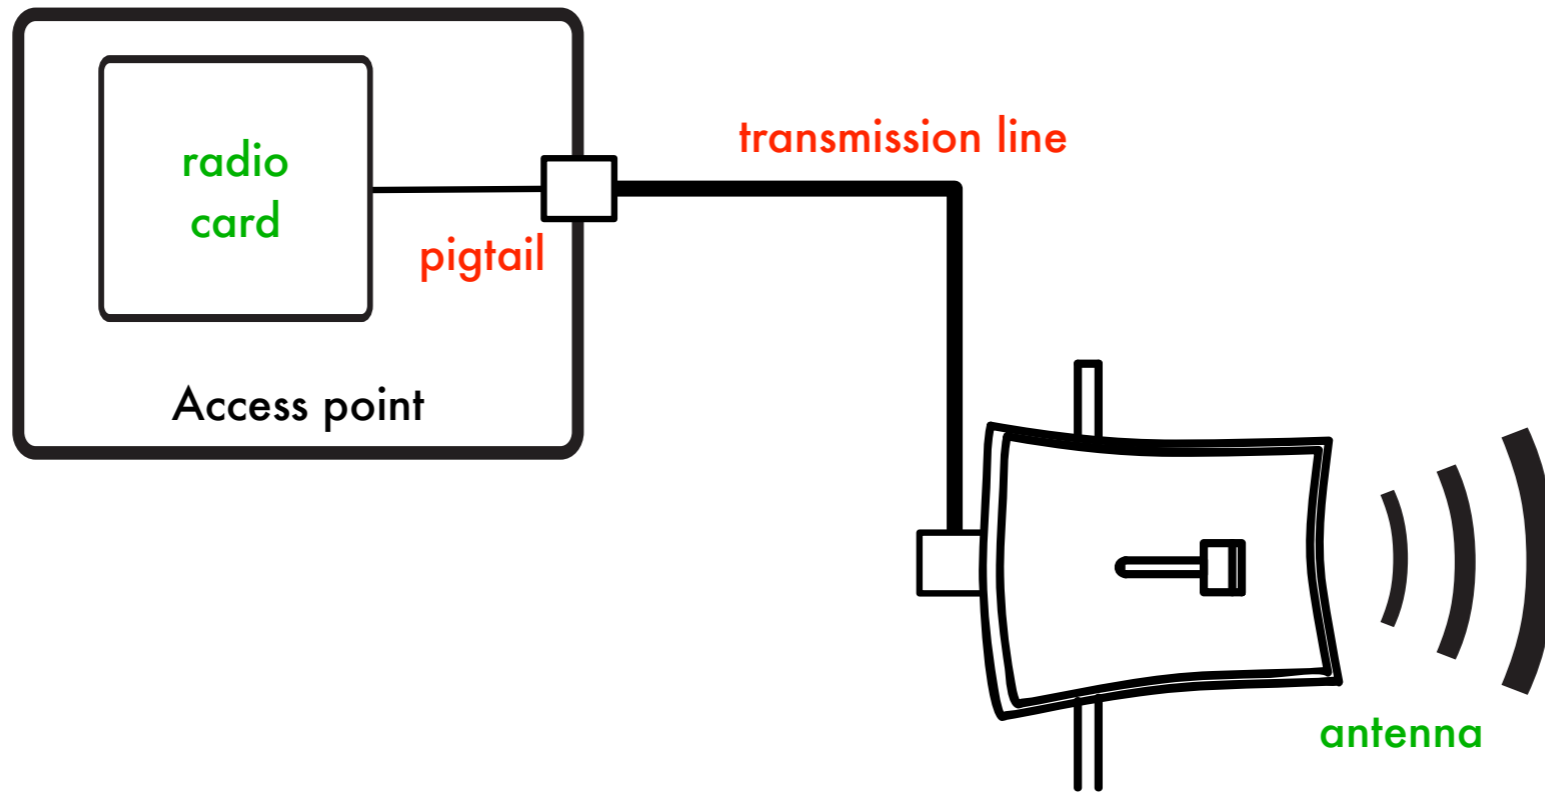 radio
card
pigtail
Access point
transmission line
antenna